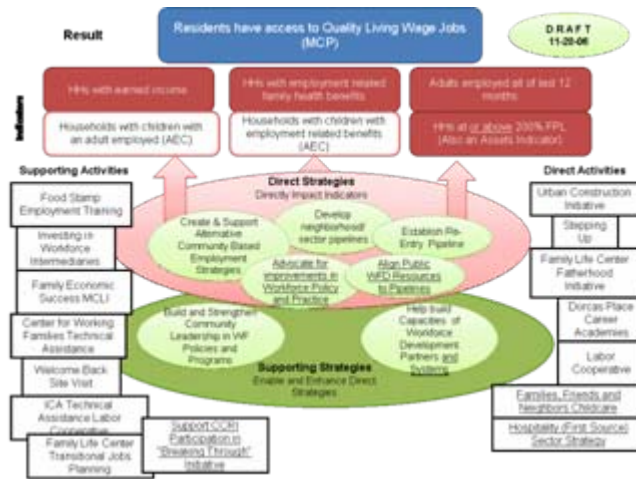 Result
Residents have access to Quality Living Wage Jobs
(MCP)
DRAFT
11-28-06
Indicators
HHs with earned income
HHs with employment related
family health benefits
Adults employed all of last 12
months
Households with children with
an adult employed (AEC)
Households with children with
employment related benefits
(AEC)
HHs at or above 200% FPL
(Also an Assets Indicator)
Supporting Activities
Direct Strategies
Directly Impact Indicators
Direct Activities
Food Stamp
Employment Training
Investing in
Workforce
Intermediaries
Family Economic
Success MCLI
Center for Working
Families Technical
Assistance
Welcome Back
Site Visit
ICA Technical
Assistance Labor
Cooperative
Family Life Center
Transitional Jobs
Planning
Support CCRI
Participation in
"Breaking Through"
Initiative
Create & Support
Alternative
Community Based
Employment
Strategies
Develop
neighborhood/
sector pipelines
Establish Re-
Entry Pipeline
Advocate for
improvements in
Workforce Policy
and Practice
Align Public
WFD Resources
to Pipelines
Build and Strengthen
Community
Leadership in WF
Policies and
Programs
Help build
Capacities of
Workforce
Development
Partners and
Systems
Supporting Strategies
Enable and Enhance Direct
Strategies
Urban Construction
Initiative
Stepping
Up
Family Life Center
Fatherhood
Initiative
Dorcas Place
Career
Academies
Labor
Cooperative
Families, Friends and
Neighbors Childcare
Hospitality (First Source)
Sector Strategy